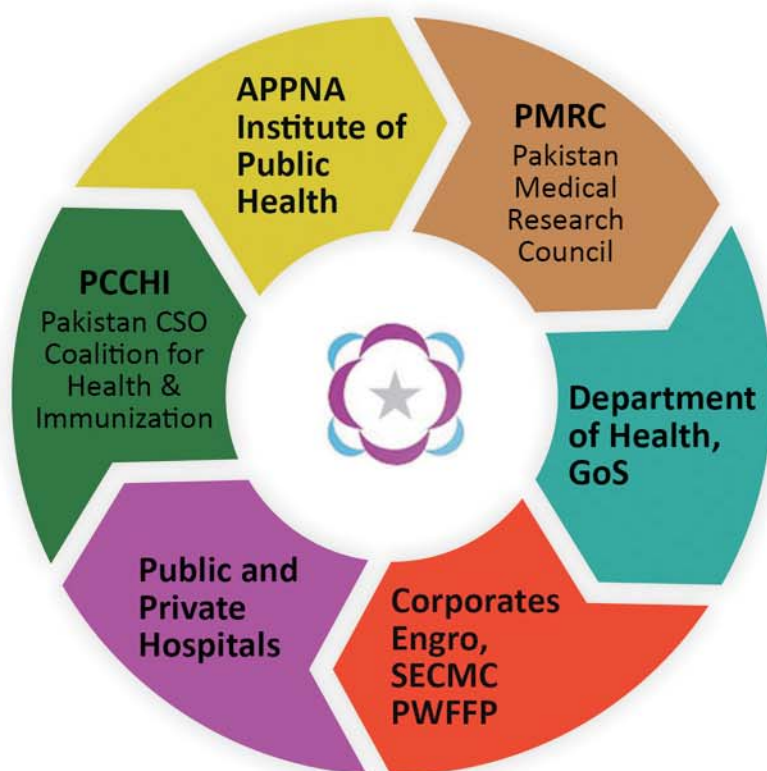 APPNA
Institute of
Public
Health
PMRC
Pakistan
Medical
Research
Council
Department
of Health,
GoS
Corporates
Engro,
SECMC
PWFFP
Public and
Private
Hospitals
PCCHI
Pakistan CSO
Coalition for
Health &
Immunization